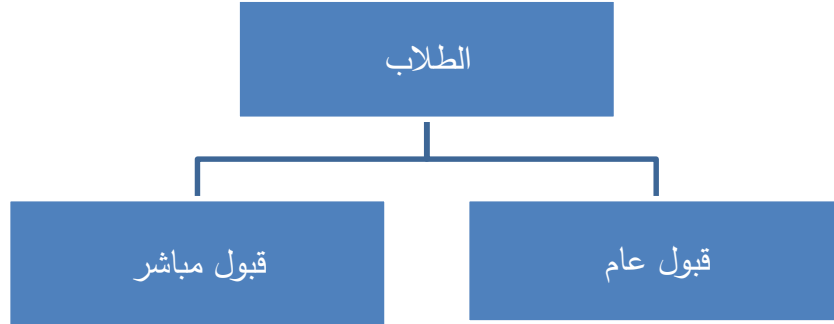 الطلاب
قبول عام
قبول مباشر